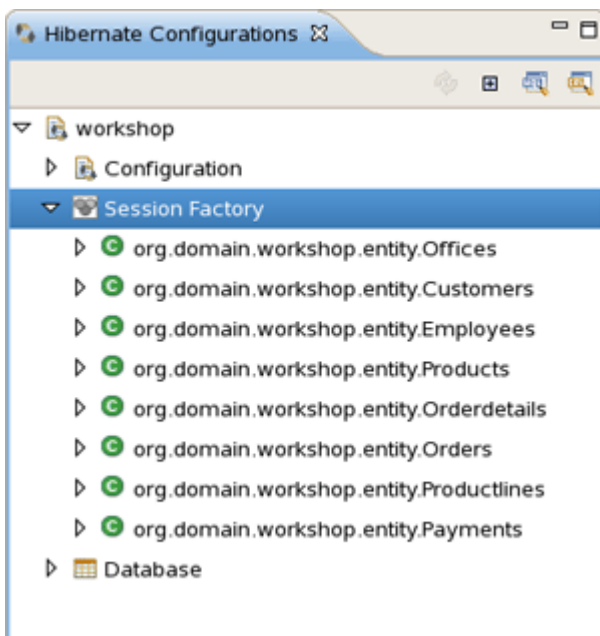 Hibernate Configurations
workshop
Configuration
Session Factory
org.domain.workshop.entity.Offices
org.domain.workshop.entity.Customers
org.domain.workshop.entity.Employees
org.domain.workshop.entity.Products
org.domain.workshop.entity.Orderdetails
org.domain.workshop.entity.Orders
org.domain.workshop.entity.Productlines
org.domain.workshop.entity.Payments
Database